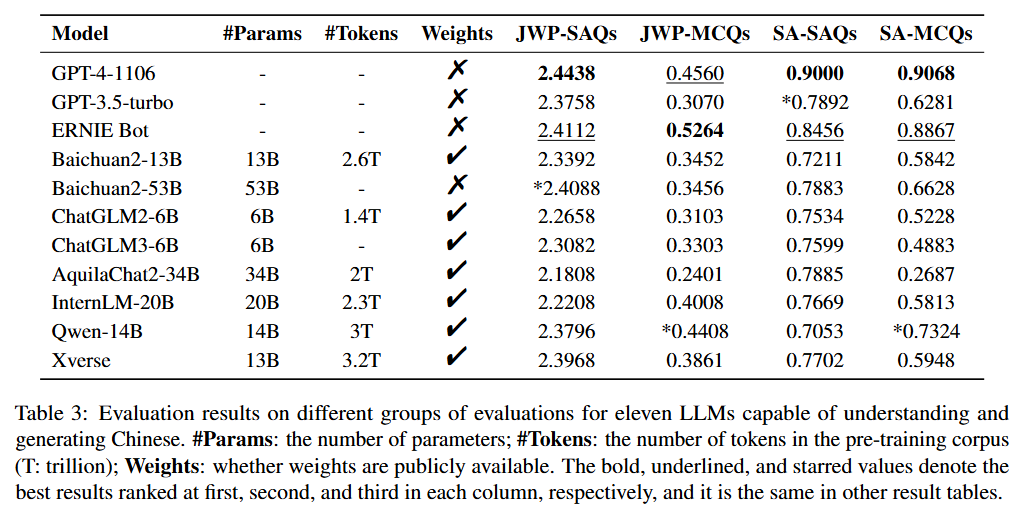 Model #Params #Tokens Weights JWP-SAQs JWP-MCQs SA-SAQs SA-MCQs
GPT-4-1106 - - ✗ 2.4438 0.4560 0.9000 0.9068
GPT-3.5-turbo - - ✗ 2.3758 0.3070 *0.7892 0.6281
ERNIE Bot - - ✗ 2.4112 0.5264 0.8456 0.8867
Baichuan2-13B 13B 2.6T ✔ 2.3392 0.3452 0.7211 0.5842
Baichuan2-53B 53B - ✗ *2.4088 0.3456 0.7883 0.6628
ChatGLM2-6B 6B 1.4T ✔ 2.2658 0.3103 0.7534 0.5228
ChatGLM3-6B 6B - ✔ 2.3082 0.3303 0.7599 0.4883
AquilaChat2-34B 34B 2T ✔ 2.1808 0.2401 0.7885 0.2687
InternLM-20B 20B 2.3T ✔ 2.2208 0.4008 0.7669 0.5813
Qwen-14B 14B 3T ✔ 2.3796 *0.4408 0.7053 *0.7324
Xverse 13B 3.2T ✔ 2.3968 0.3861 0.7702 0.5948
Table 3: Evaluation results on different groups of evaluations for eleven LLMs capable of understanding and
generating Chinese. #Params: the number of parameters; #Tokens: the number of tokens in the pre-training corpus
(T: trillion); Weights: whether weights are publicly available. The bold, underlined, and starred values denote the
best results ranked at first, second, and third in each column, respectively, and it is the same in other result tables.